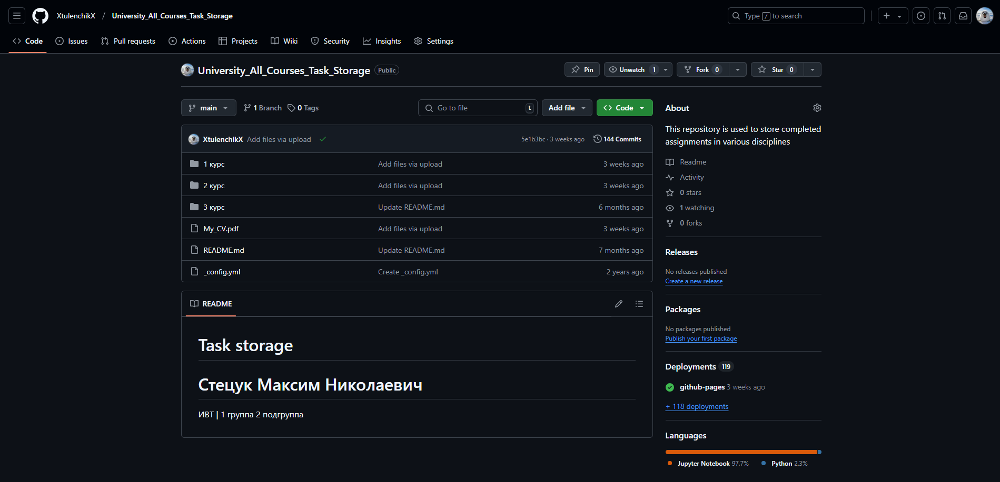 XtulenchikX / University_All_Courses_Task_Storage
Type / to search
Code Issues Pull requests Actions Projects Wiki Security Insights Settings
University_All_Courses_Task_Storage Public
Pin Unwatch 1 Fork 0 Star 0
main 1 Branch 0 Tags
Go to file t Add file Code
XtulenchikX Add files via upload 5e1b3bc · 3 weeks ago 144 Commits
1 курс Add files via upload 3 weeks ago
2 курс Add files via upload 3 weeks ago
3 курс Update README.md 6 months ago
My_CV.pdf Add files via upload 3 weeks ago
README.md Update README.md 7 months ago
_config.yml Create _config.yml 2 years ago
README
Task storage
Стецук Максим Николаевич
ИВТ | 1 группа 2 подгруппа
About
This repository is used to store completed
assignments in various disciplines
Readme
Activity
0 stars
1 watching
0 forks
Releases
No releases published
Create a new release
Packages
No packages published
Publish your first package
Deployments 119
github-pages 3 weeks ago
+ 118 deployments
Languages
Jupyter Notebook 97.7% Python 2.3%